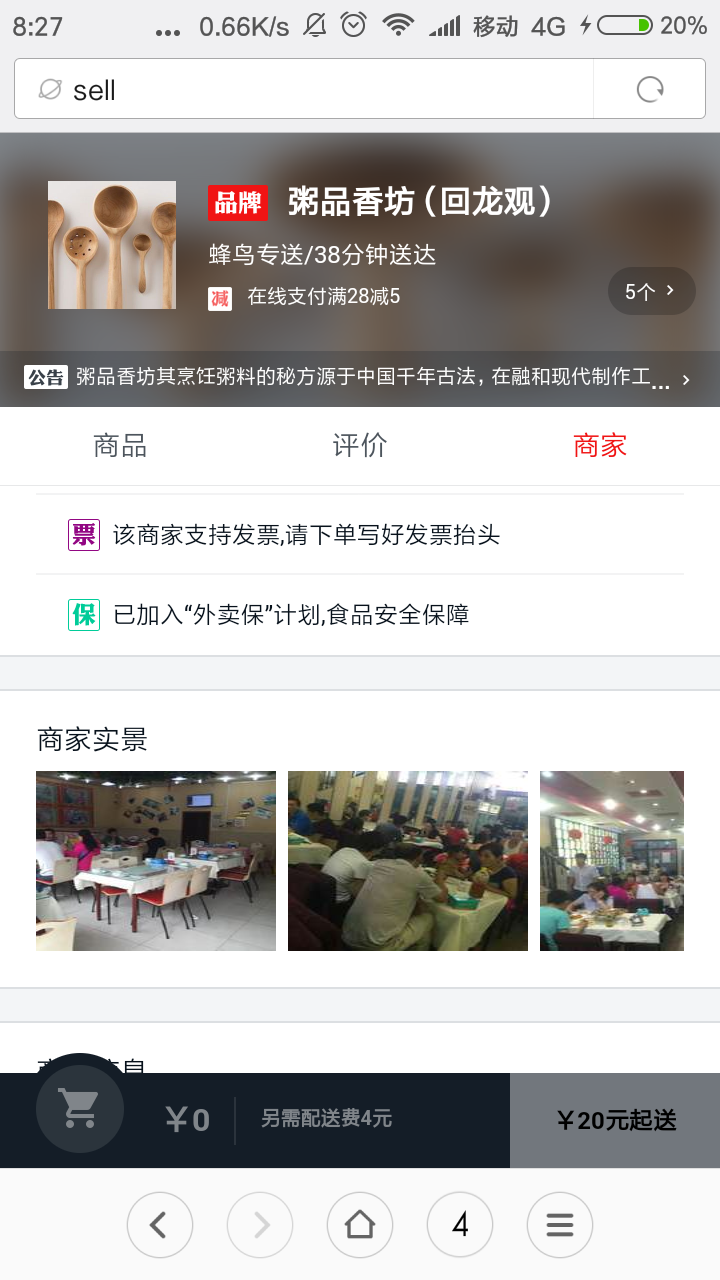 8:27 ... 0.66K/s 移动 4G 20%
sell
品牌 粥品香坊（回龙观）
蜂鸟专送/38分钟送达
减 在线支付满28减5
5个
公告 粥品香坊其烹饪粥料的秘方源于中国千年古法，在融和现代制作工...
商品 评价 商家
票 该商家支持发票,请下单写好发票抬头
保 已加入“外卖保”计划,食品安全保障
商家实景
￥0 另需配送费4元 ￥20元起送
4